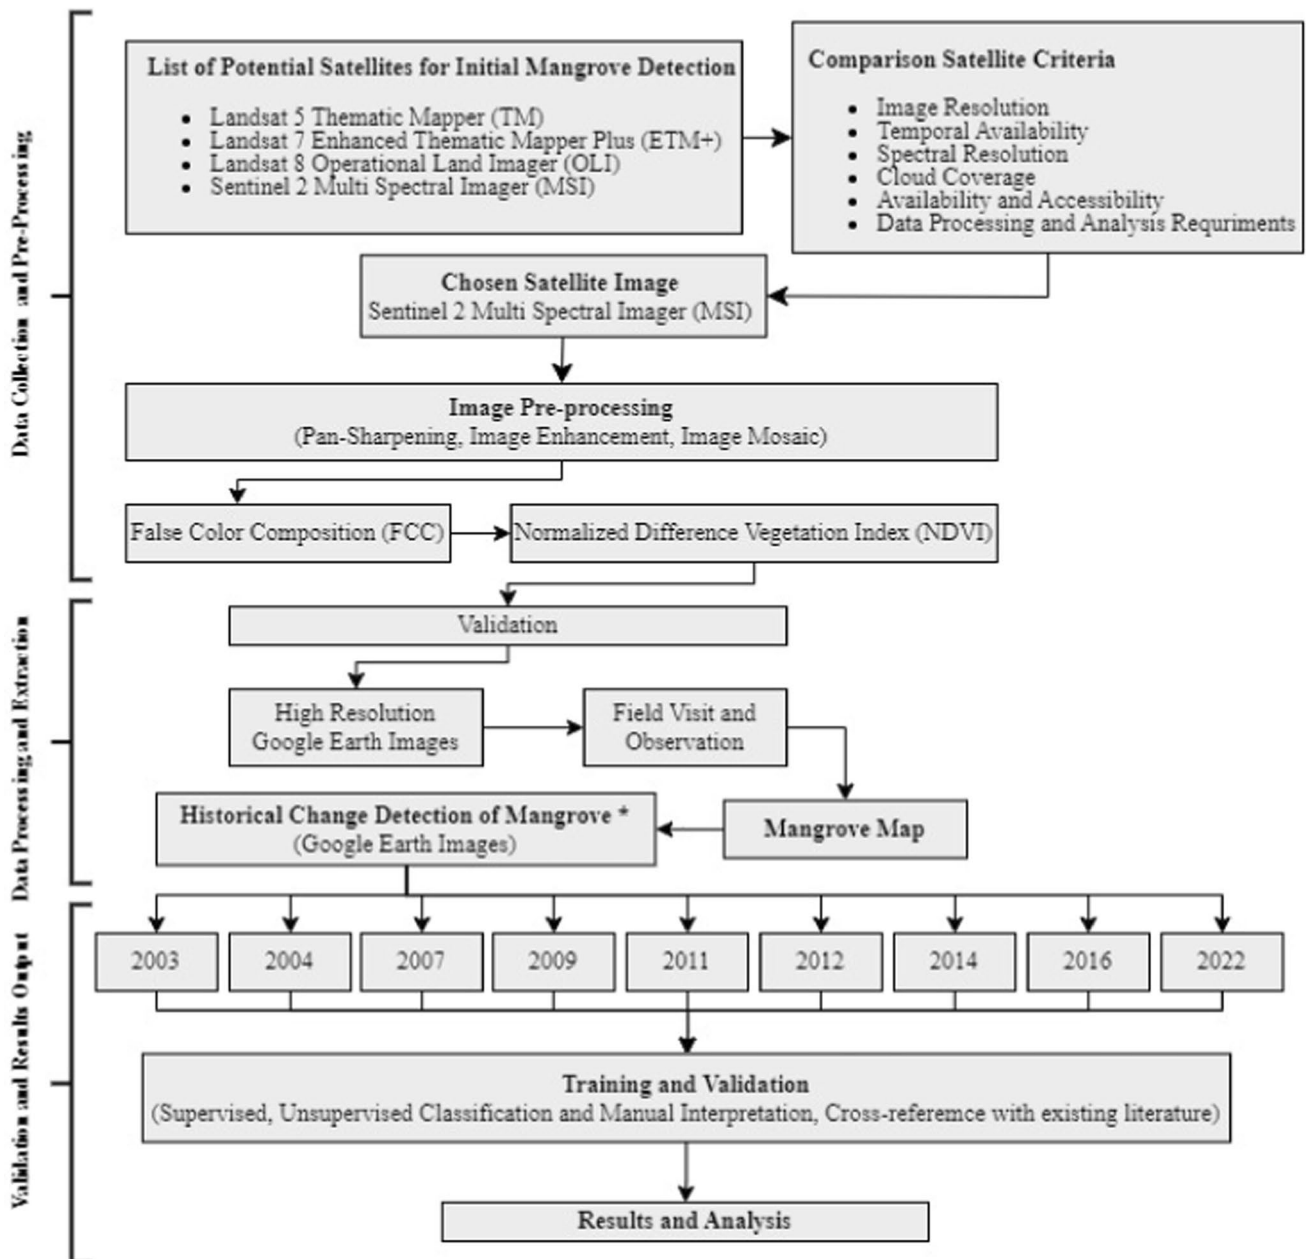 List of Potential Satellites for Initial Mangrove Detection
• Landsat 5 Thematic Mapper (TM)
• Landsat 7 Enhanced Thematic Mapper Plus (ETM+)
• Landsat 8 Operational Land Imager (OLI)
• Sentinel 2 Multi Spectral Imager (MSI)
Comparison Satellite Criteria
• Image Resolution
• Temporal Availability
• Spectral Resolution
• Cloud Coverage
• Availability and Accessibility
• Data Processing and Analysis Requriments
Data Collection and Pre-Processing
Chosen Satellite Image
Sentinel 2 Multi Spectral Imager (MSI)
Image Pre-processing
(Pan-Sharpening, Image Enhancement, Image Mosaic)
False Color Composition (FCC)
Normalized Difference Vegetation Index (NDVI)
Data Processing and Extraction
Validation
High Resolution
Google Earth Images
Field Visit and
Observation
Mangrove Map
Historical Change Detection of Mangrove *
(Google Earth Images)
Validation and Results Output
2003
2004
2007
2009
2011
2012
2014
2016
2022
Training and Validation
(Supervised, Unsupervised Classification and Manual Interpretation, Cross-referemce with existing literature)
Results and Analysis